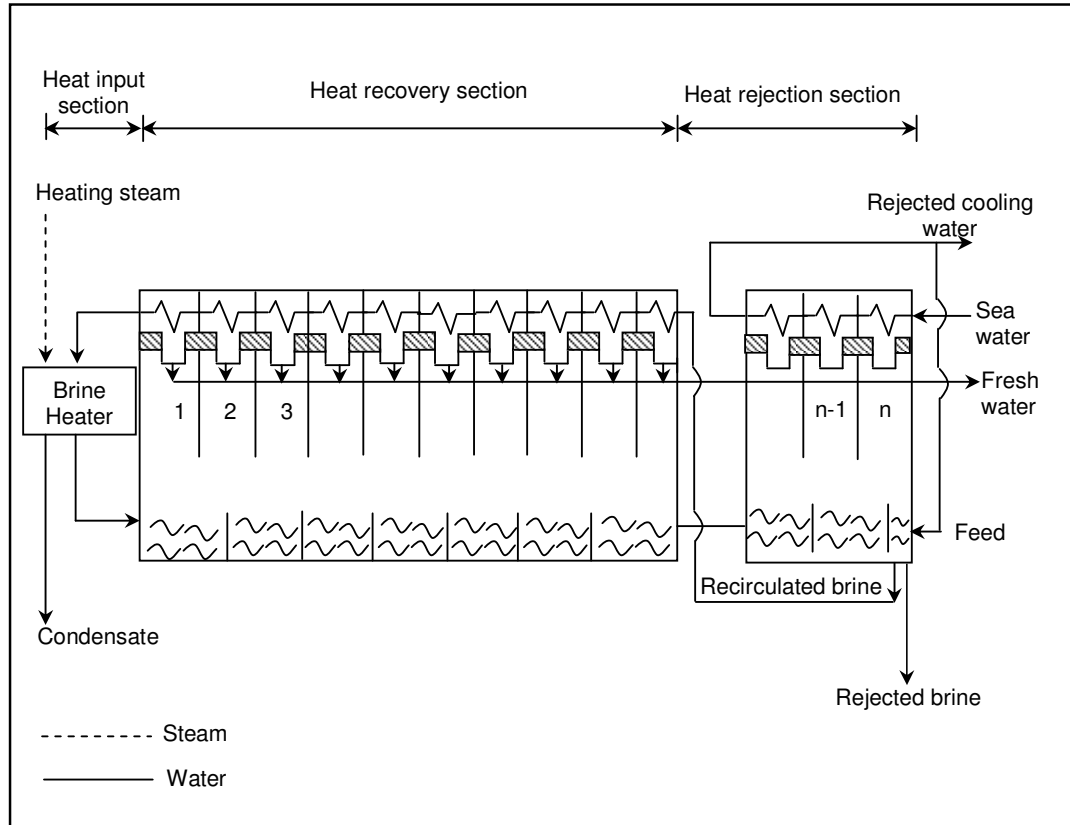 Heat input
section
Heat recovery section
Heat rejection section
Heating steam
Rejected cooling
water
Sea
water
Fresh
water
Brine
Heater
1 2 3
n-1 n
Feed
Recirculated brine
Condensate
Rejected brine
Steam
Water